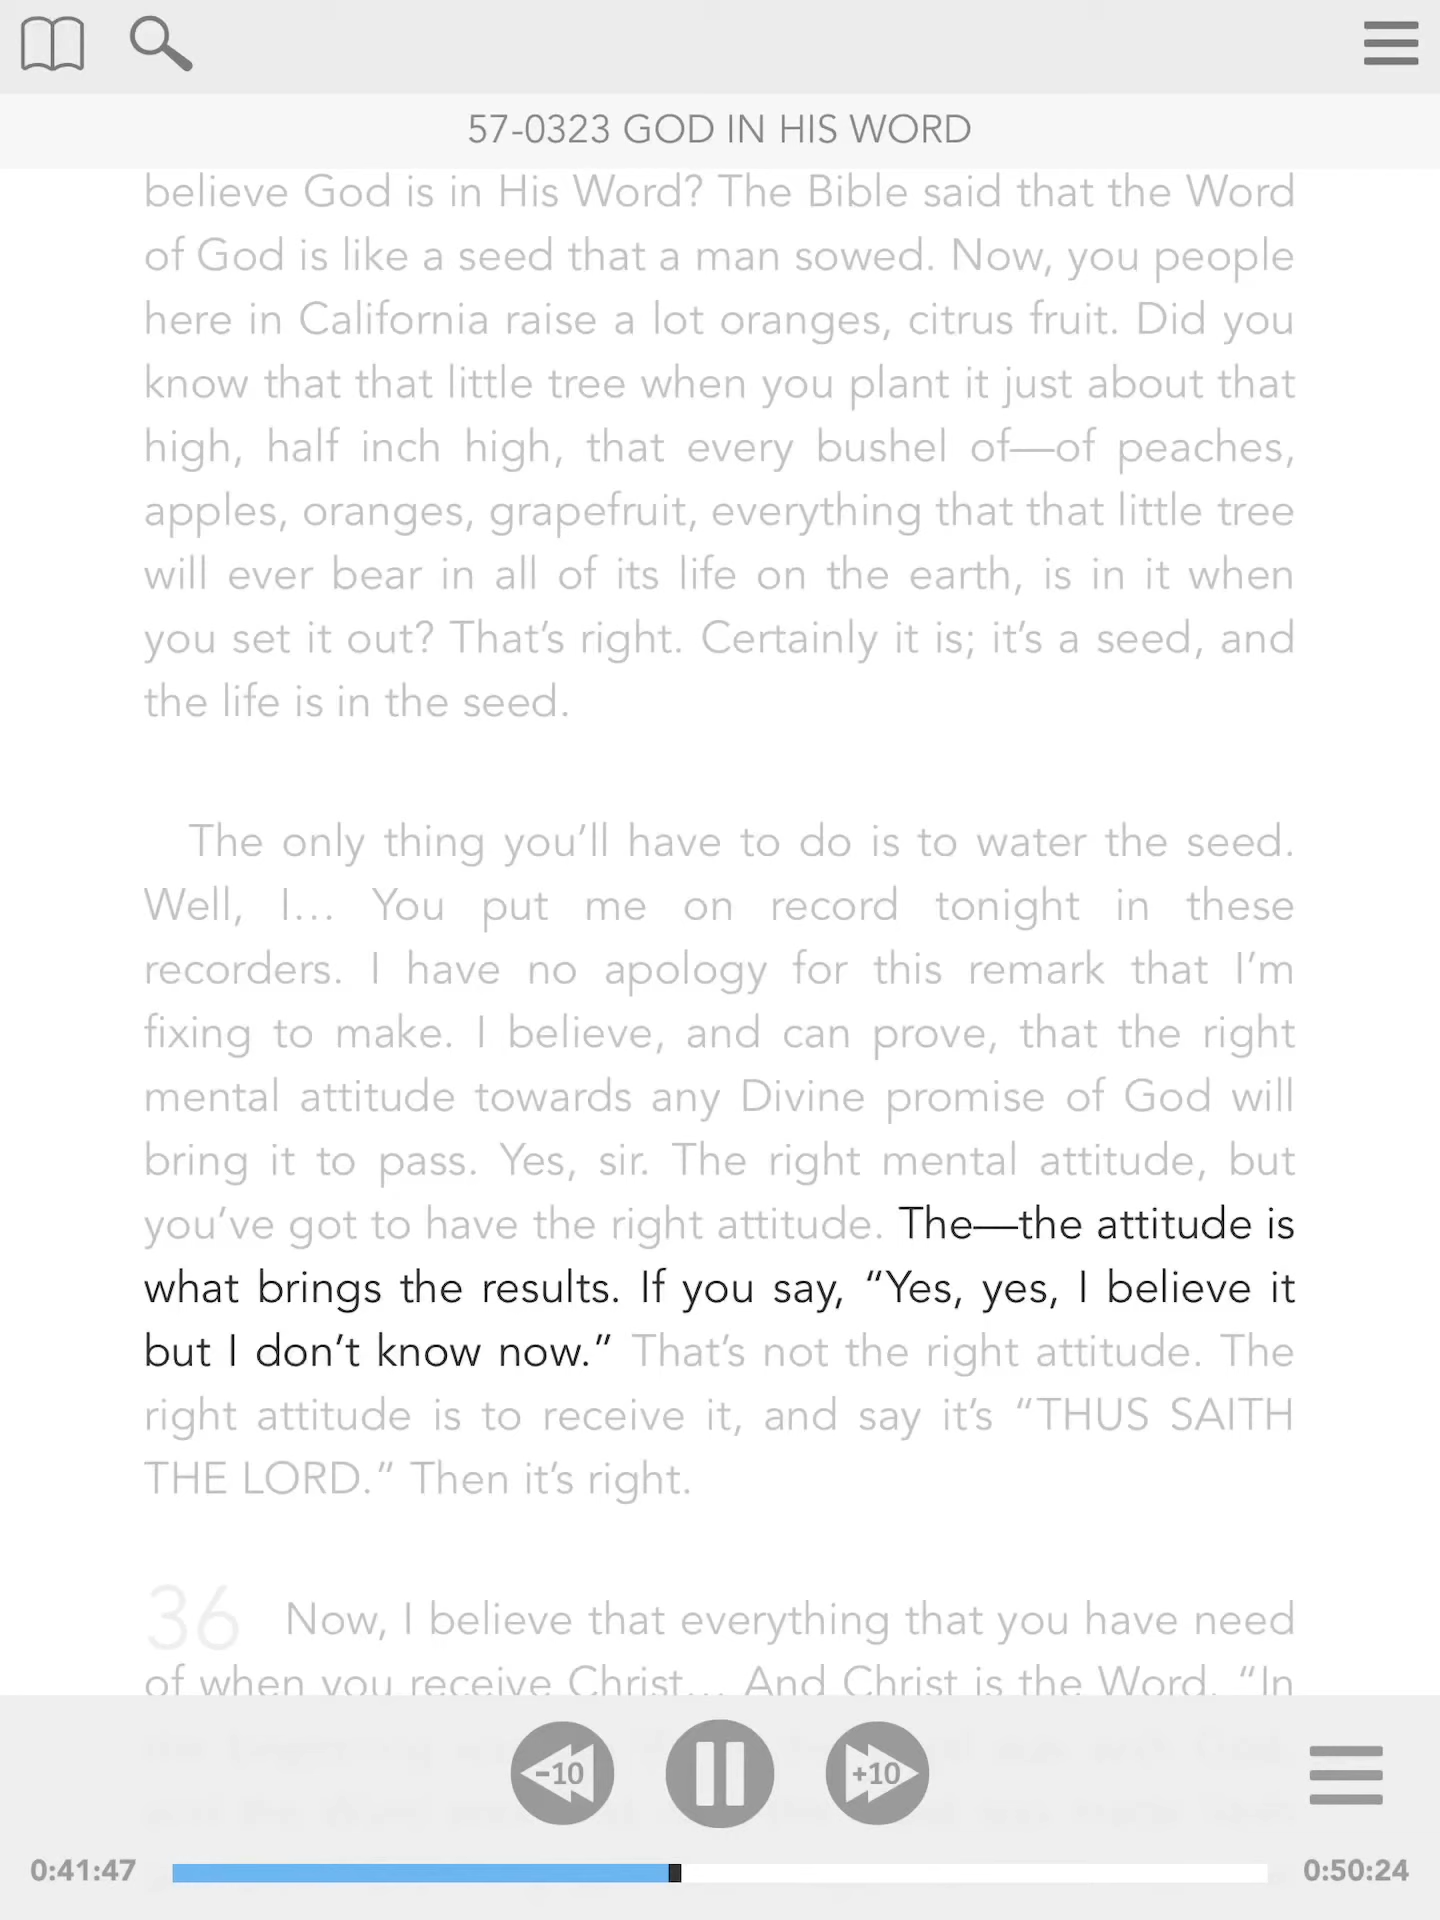 57-0323 GOD IN HIS WORD
believe God is in His Word? The Bible said that the Word
of God is like a seed that a man sowed. Now, you people
here in California raise a lot oranges, citrus fruit. Did you
know that that little tree when you plant it just about that
high, half inch high, that every bushel of—of peaches,
apples, oranges, grapefruit, everything that that little tree
will ever bear in all of its life on the earth, is in it when
you set it out? That’s right. Certainly it is; it’s a seed, and
the life is in the seed.
The only thing you’ll have to do is to water the seed.
Well, I... You put me on record tonight in these
recorders. I have no apology for this remark that I’m
fixing to make. I believe, and can prove, that the right
mental attitude towards any Divine promise of God will
bring it to pass. Yes, sir. The right mental attitude, but
you’ve got to have the right attitude. The—the attitude is
what brings the results. If you say, “Yes, yes, I believe it
but I don’t know now.” That’s not the right attitude. The
right attitude is to receive it, and say it’s “THUS SAITH
THE LORD.” Then it’s right.
36 Now, I believe that everything that you have need
of when you receive Christ... And Christ is the Word. “In
-10 +10
0:41:47 0:50:24